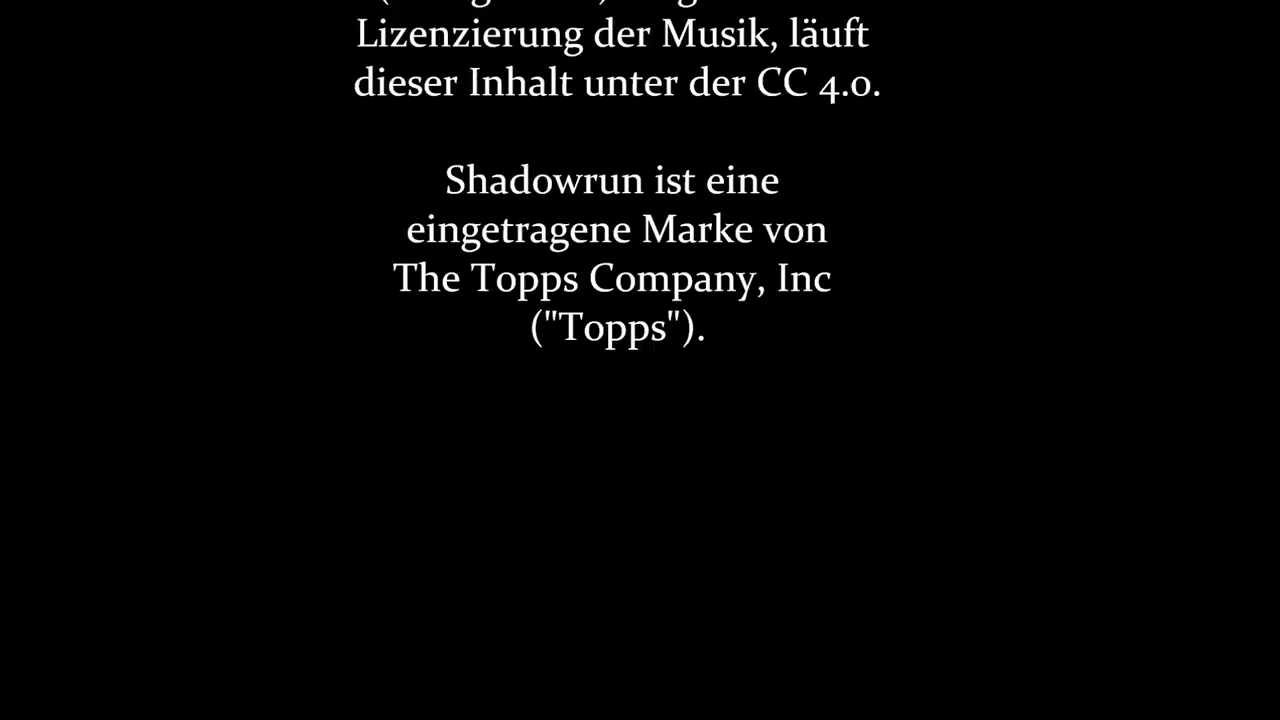 Lizenzierung der Musik, läuft
dieser Inhalt unter der CC 4.0.
Shadowrun ist eine
eingetragene Marke von
The Topps Company, Inc
("Topps").